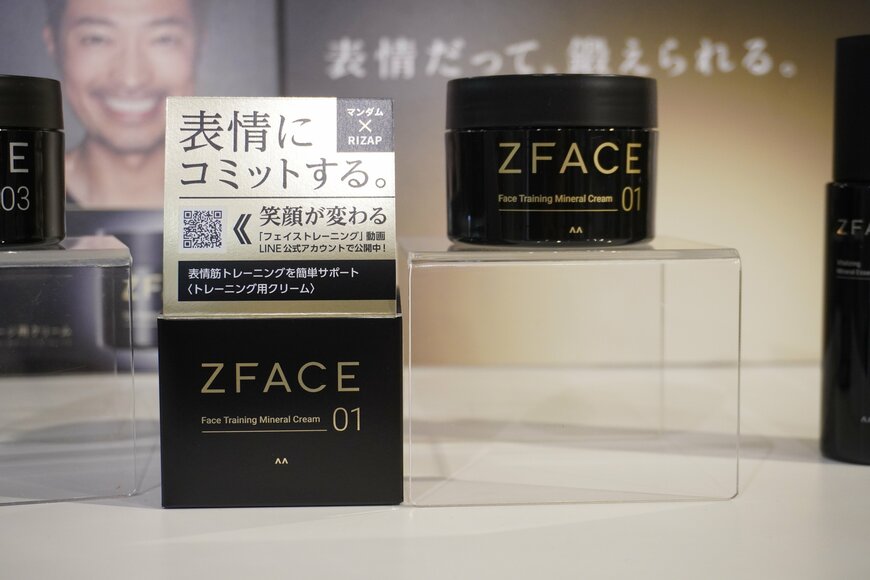 表情だって、鍛えられる。
マンダム
×
RIZAP
表情に
コミットする。
笑顔が変わる
「フェイストレーニング」動画
LINE公式アカウントで公開中!
表情筋トレーニングを簡単サポート
〈トレーニング用クリーム〉
ZFACE
Face Training Mineral Cream 01
ZFACE
Face Training Mineral Cream 01
CE
03
ZFA
Vitalizing
Mineral Essen